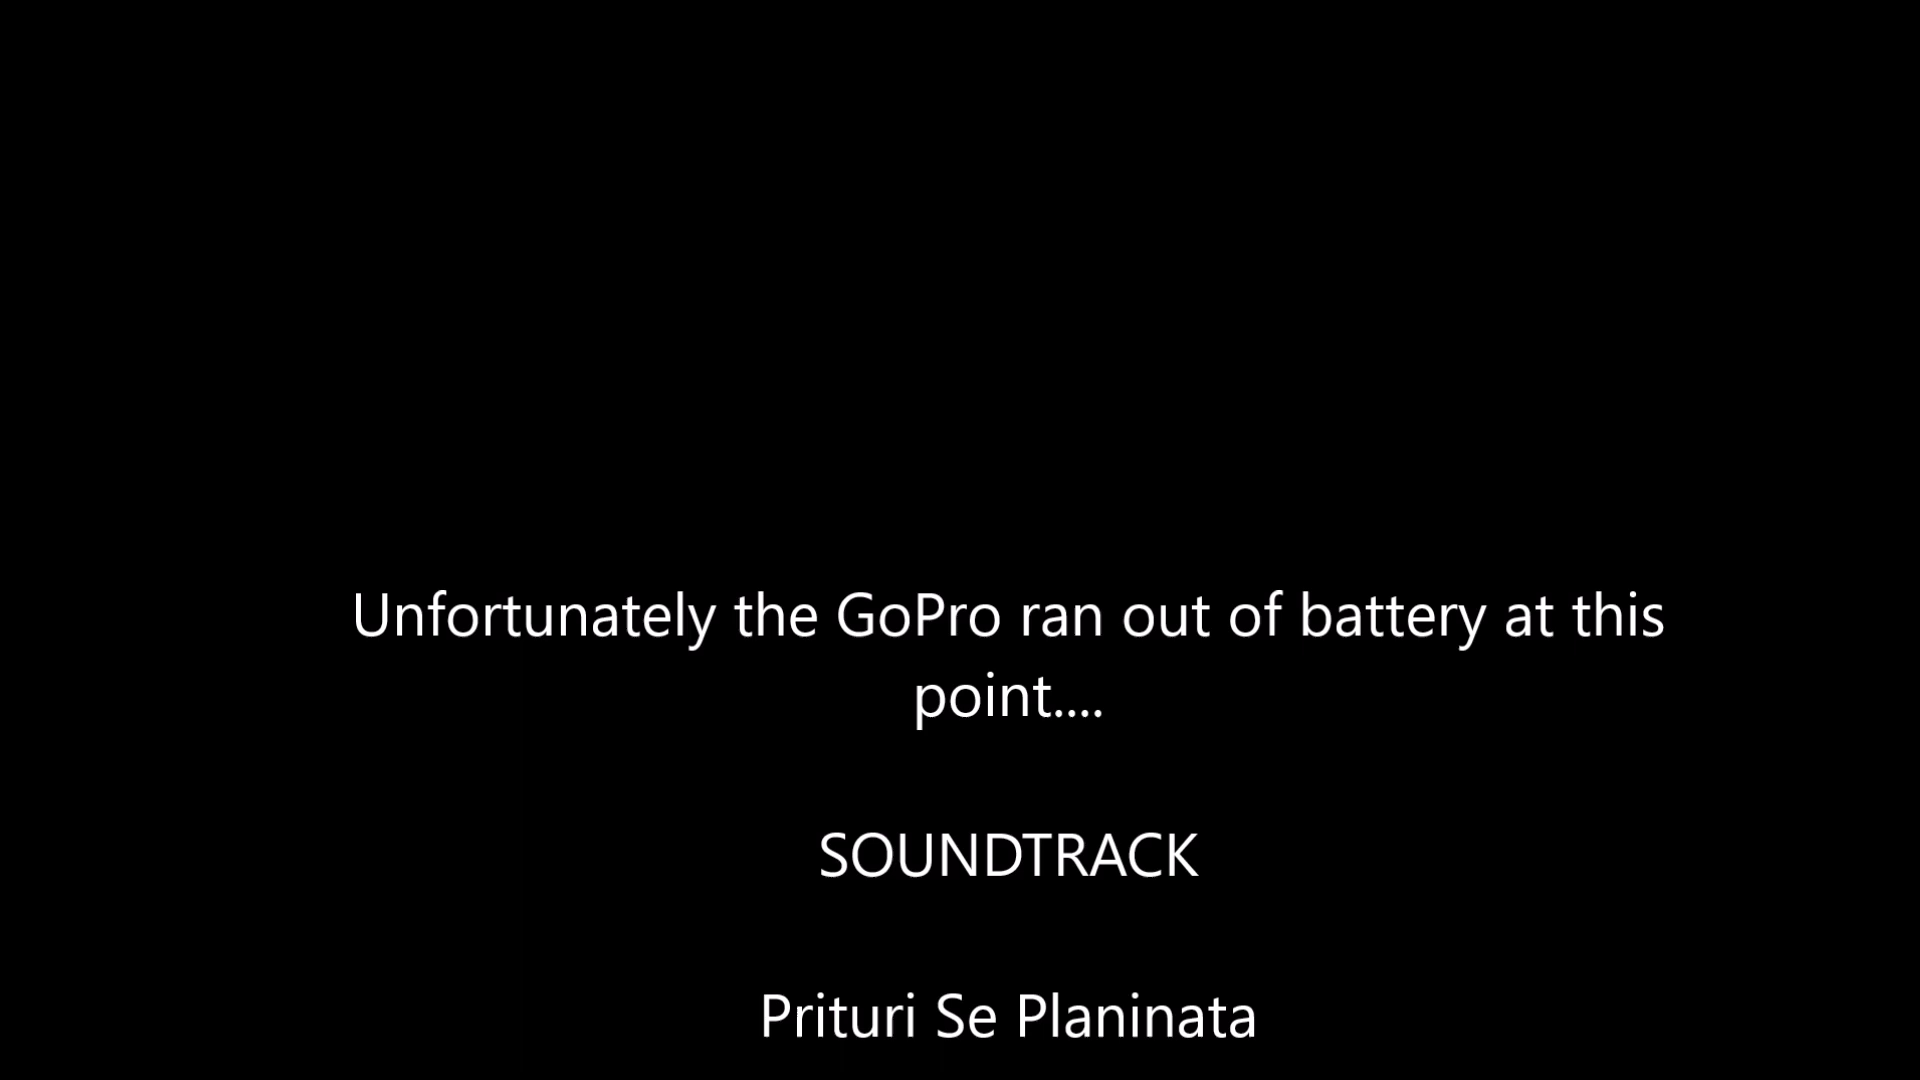 Unfortunately the GoPro ran out of battery at this
point....
SOUNDTRACK
Prituri Se Planinata